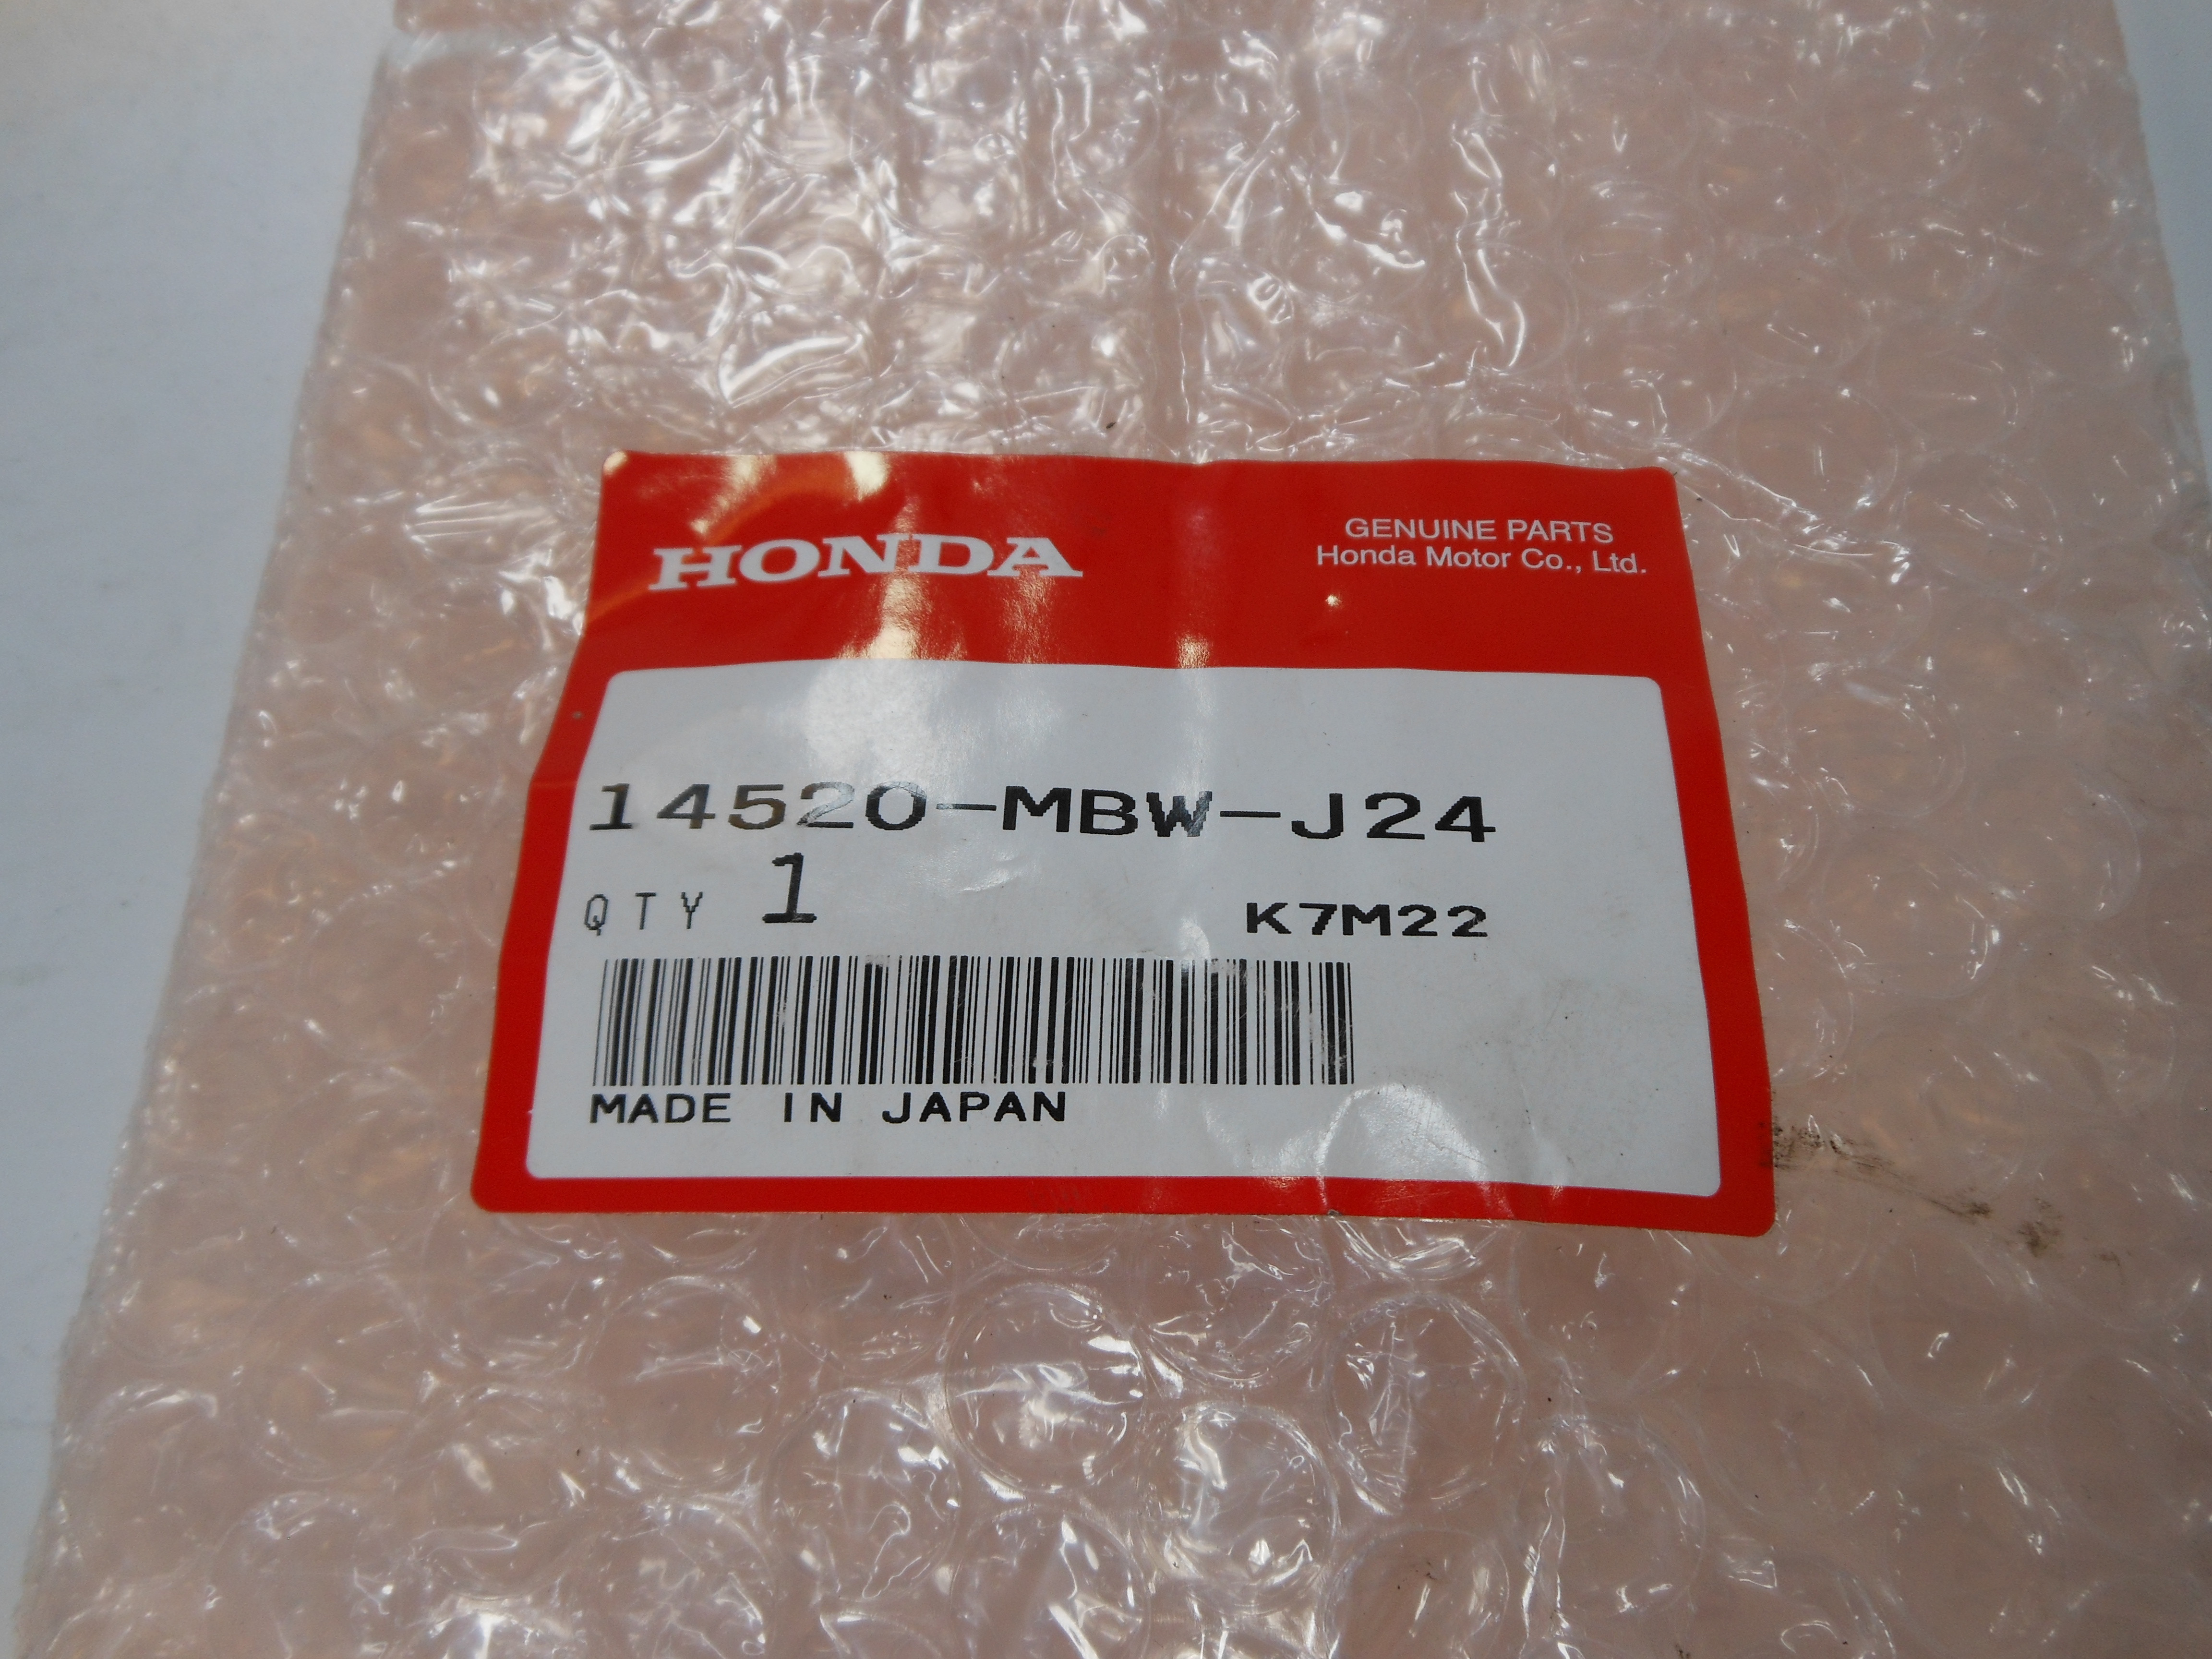 HONDA
GENUINE PARTS
Honda Motor Co., Ltd.
14520-MBW-J24
QTY 1 K7M22
MADE IN JAPAN